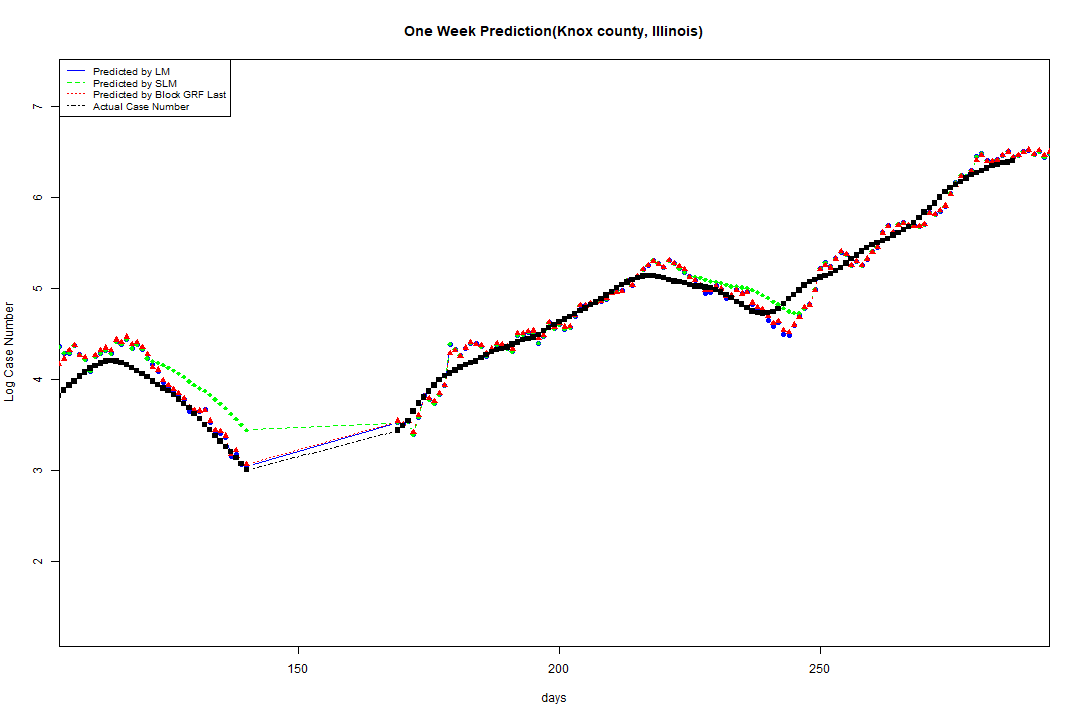 One Week Prediction(Knox county, Illinois)
Predicted by LM
Predicted by SLM
Predicted by Block GRF Last
Actual Case Number
7
6
5
4
3
2
Log Case Number
150 200 250
days